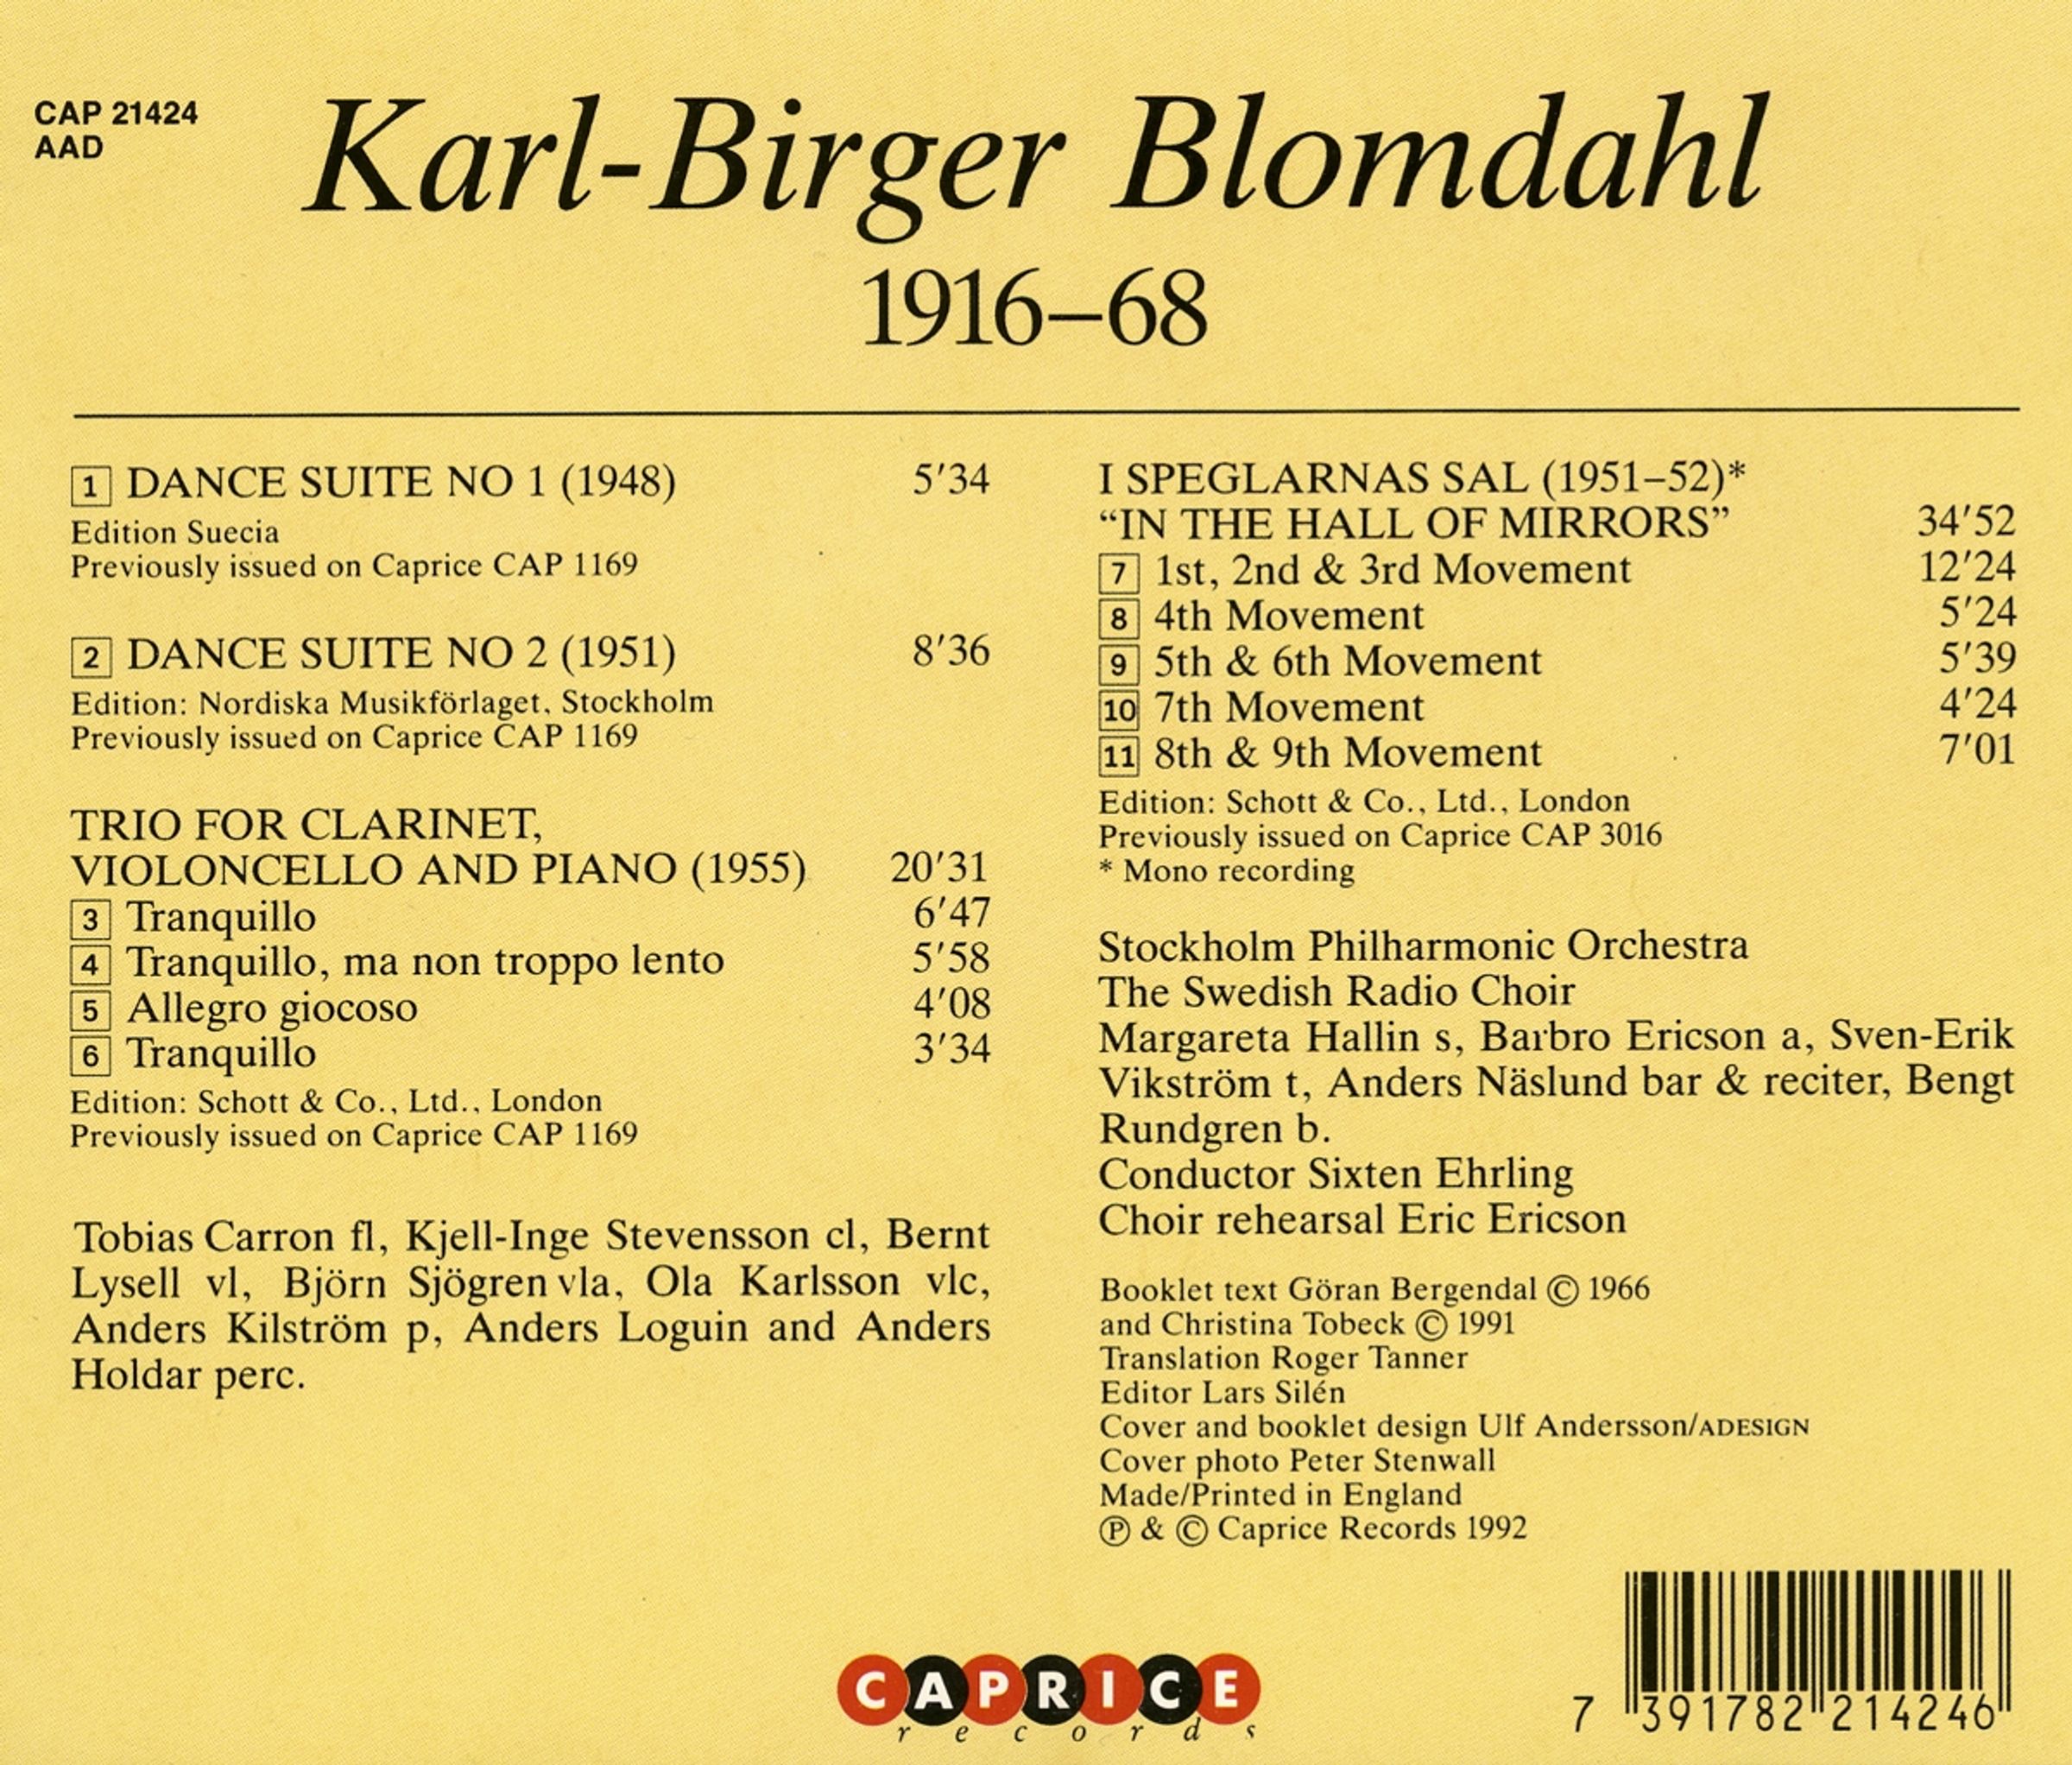 CAP 21424
AAD
Karl-Birger Blomdahl
1916–68
1 DANCE SUITE NO 1 (1948) 5'34
Edition Suecia
Previously issued on Caprice CAP 1169
2 DANCE SUITE NO 2 (1951) 8'36
Edition: Nordiska Musikförlaget, Stockholm
Previously issued on Caprice CAP 1169
TRIO FOR CLARINET,
VIOLONCELLO AND PIANO (1955) 20'31
3 Tranquillo 6'47
4 Tranquillo, ma non troppo lento 5'58
5 Allegro giocoso 4'08
6 Tranquillo 3'34
Edition: Schott & Co., Ltd., London
Previously issued on Caprice CAP 1169
Tobias Carron fl, Kjell-Inge Stevensson cl, Bernt
Lysell vl, Björn Sjögren vla, Ola Karlsson vlc,
Anders Kilström p, Anders Loguin and Anders
Holdar perc.
I SPEGLARNAS SAL (1951–52)*
“IN THE HALL OF MIRRORS” 34'52
7 1st, 2nd & 3rd Movement 12'24
8 4th Movement 5'24
9 5th & 6th Movement 5'39
10 7th Movement 4'24
11 8th & 9th Movement 7'01
Edition: Schott & Co., Ltd., London
Previously issued on Caprice CAP 3016
* Mono recording
Stockholm Philharmonic Orchestra
The Swedish Radio Choir
Margareta Hallin s, Barbro Ericson a, Sven-Erik
Vikström t, Anders Näslund bar & reciter, Bengt
Rundgren b.
Conductor Sixten Ehrling
Choir rehearsal Eric Ericson
Booklet text Göran Bergendal © 1966
and Christina Tobeck © 1991
Translation Roger Tanner
Editor Lars Silén
Cover and booklet design Ulf Andersson/ADESIGN
Cover photo Peter Stenwall
Made/Printed in England
℗ & © Caprice Records 1992
CAPRICE
records
7 391782 214246